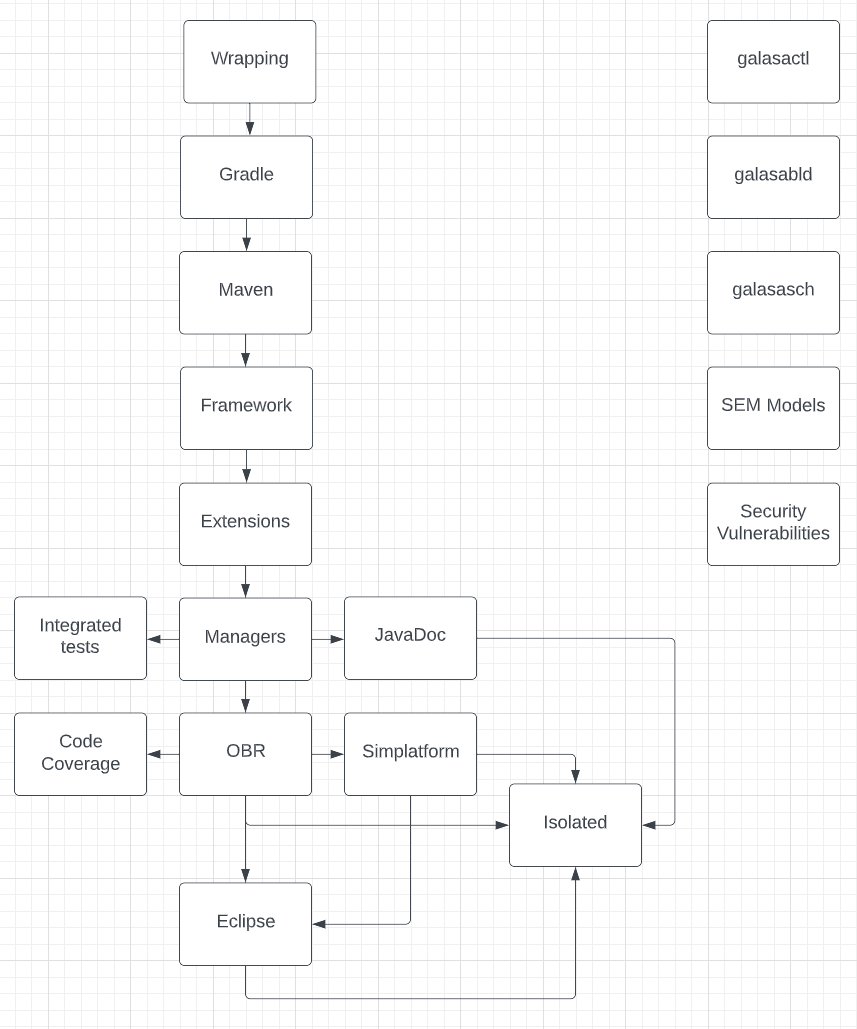 Wrapping
galasactl
Gradle
galasabld
Maven
galasasch
Framework
SEM Models
Extensions
Security
Vulnerabilities
Integrated
tests
Managers
JavaDoc
Code
Coverage
OBR
Simplatform
Isolated
Eclipse